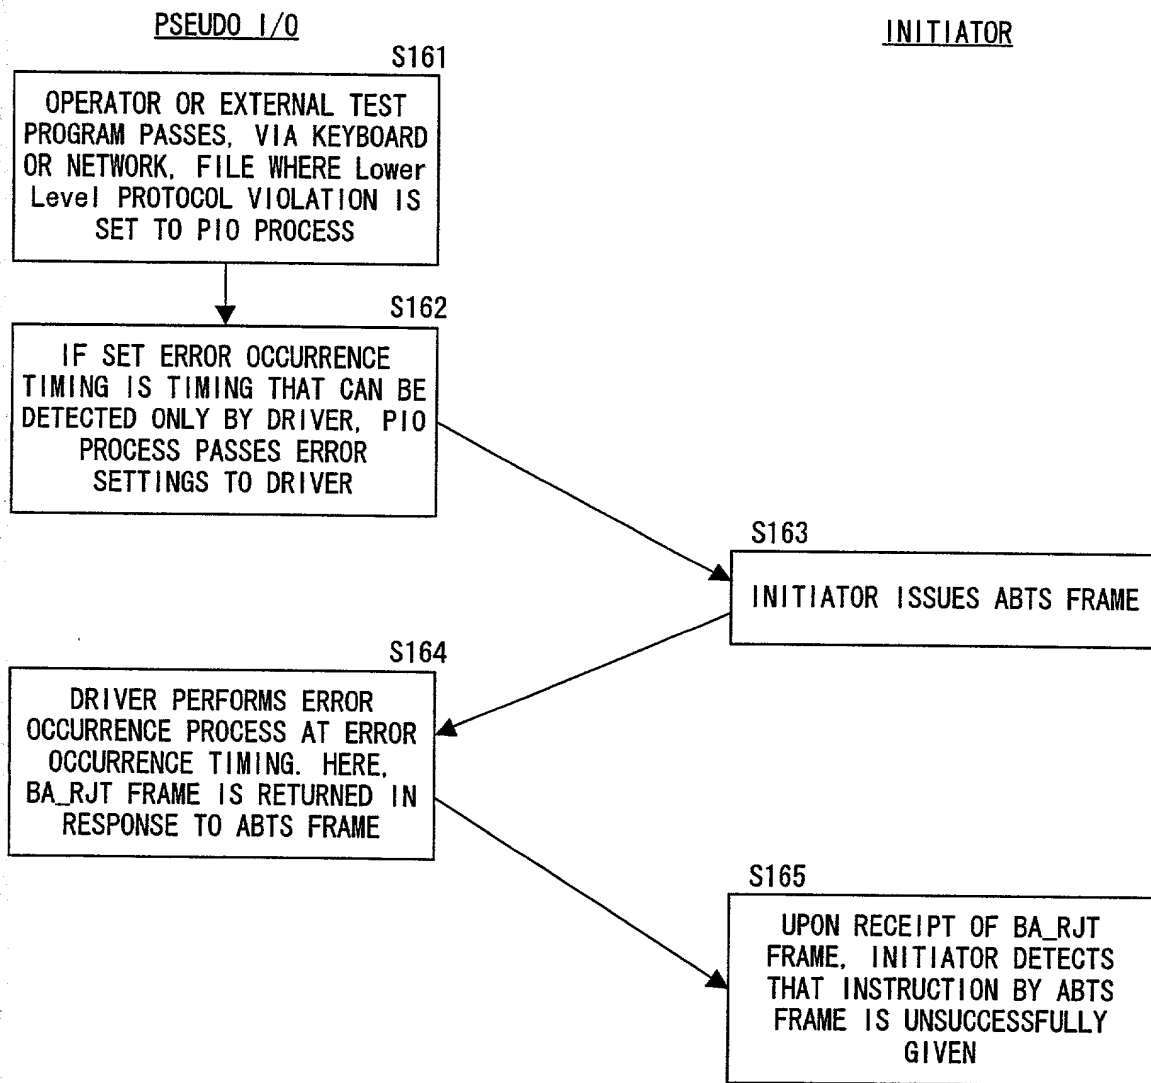 PSEUDO I/O
INITIATOR
S161
OPERATOR OR EXTERNAL TEST
PROGRAM PASSES, VIA KEYBOARD
OR NETWORK, FILE WHERE Lower
Level PROTOCOL VIOLATION IS
SET TO PIO PROCESS
S162
IF SET ERROR OCCURRENCE
TIMING IS TIMING THAT CAN BE
DETECTED ONLY BY DRIVER, PIO
PROCESS PASSES ERROR
SETTINGS TO DRIVER
S163
INITIATOR ISSUES ABTS FRAME
S164
DRIVER PERFORMS ERROR
OCCURRENCE PROCESS AT ERROR
OCCURRENCE TIMING. HERE,
BA_RJT FRAME IS RETURNED IN
RESPONSE TO ABTS FRAME
S165
UPON RECEIPT OF BA_RJT
FRAME, INITIATOR DETECTS
THAT INSTRUCTION BY ABTS
FRAME IS UNSUCCESSFULLY
GIVEN